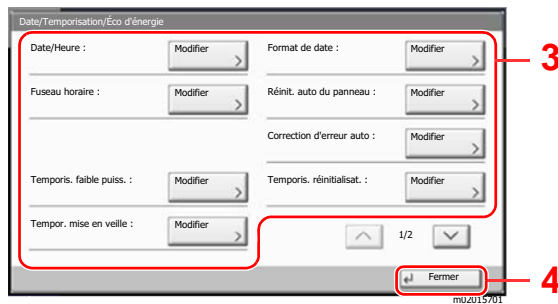 Date/Temporisation/Éco d'énergie
Date/Heure :
Modifier
Format de date :
Modifier
3
Fuseau horaire :
Modifier
Réinit. auto du panneau :
Modifier
Correction d'erreur auto :
Modifier
Temporis. faible puiss. :
Modifier
Temporis. réinitialisat. :
Modifier
Tempor. mise en veille :
Modifier
1/2
Fermer
4
m02015701